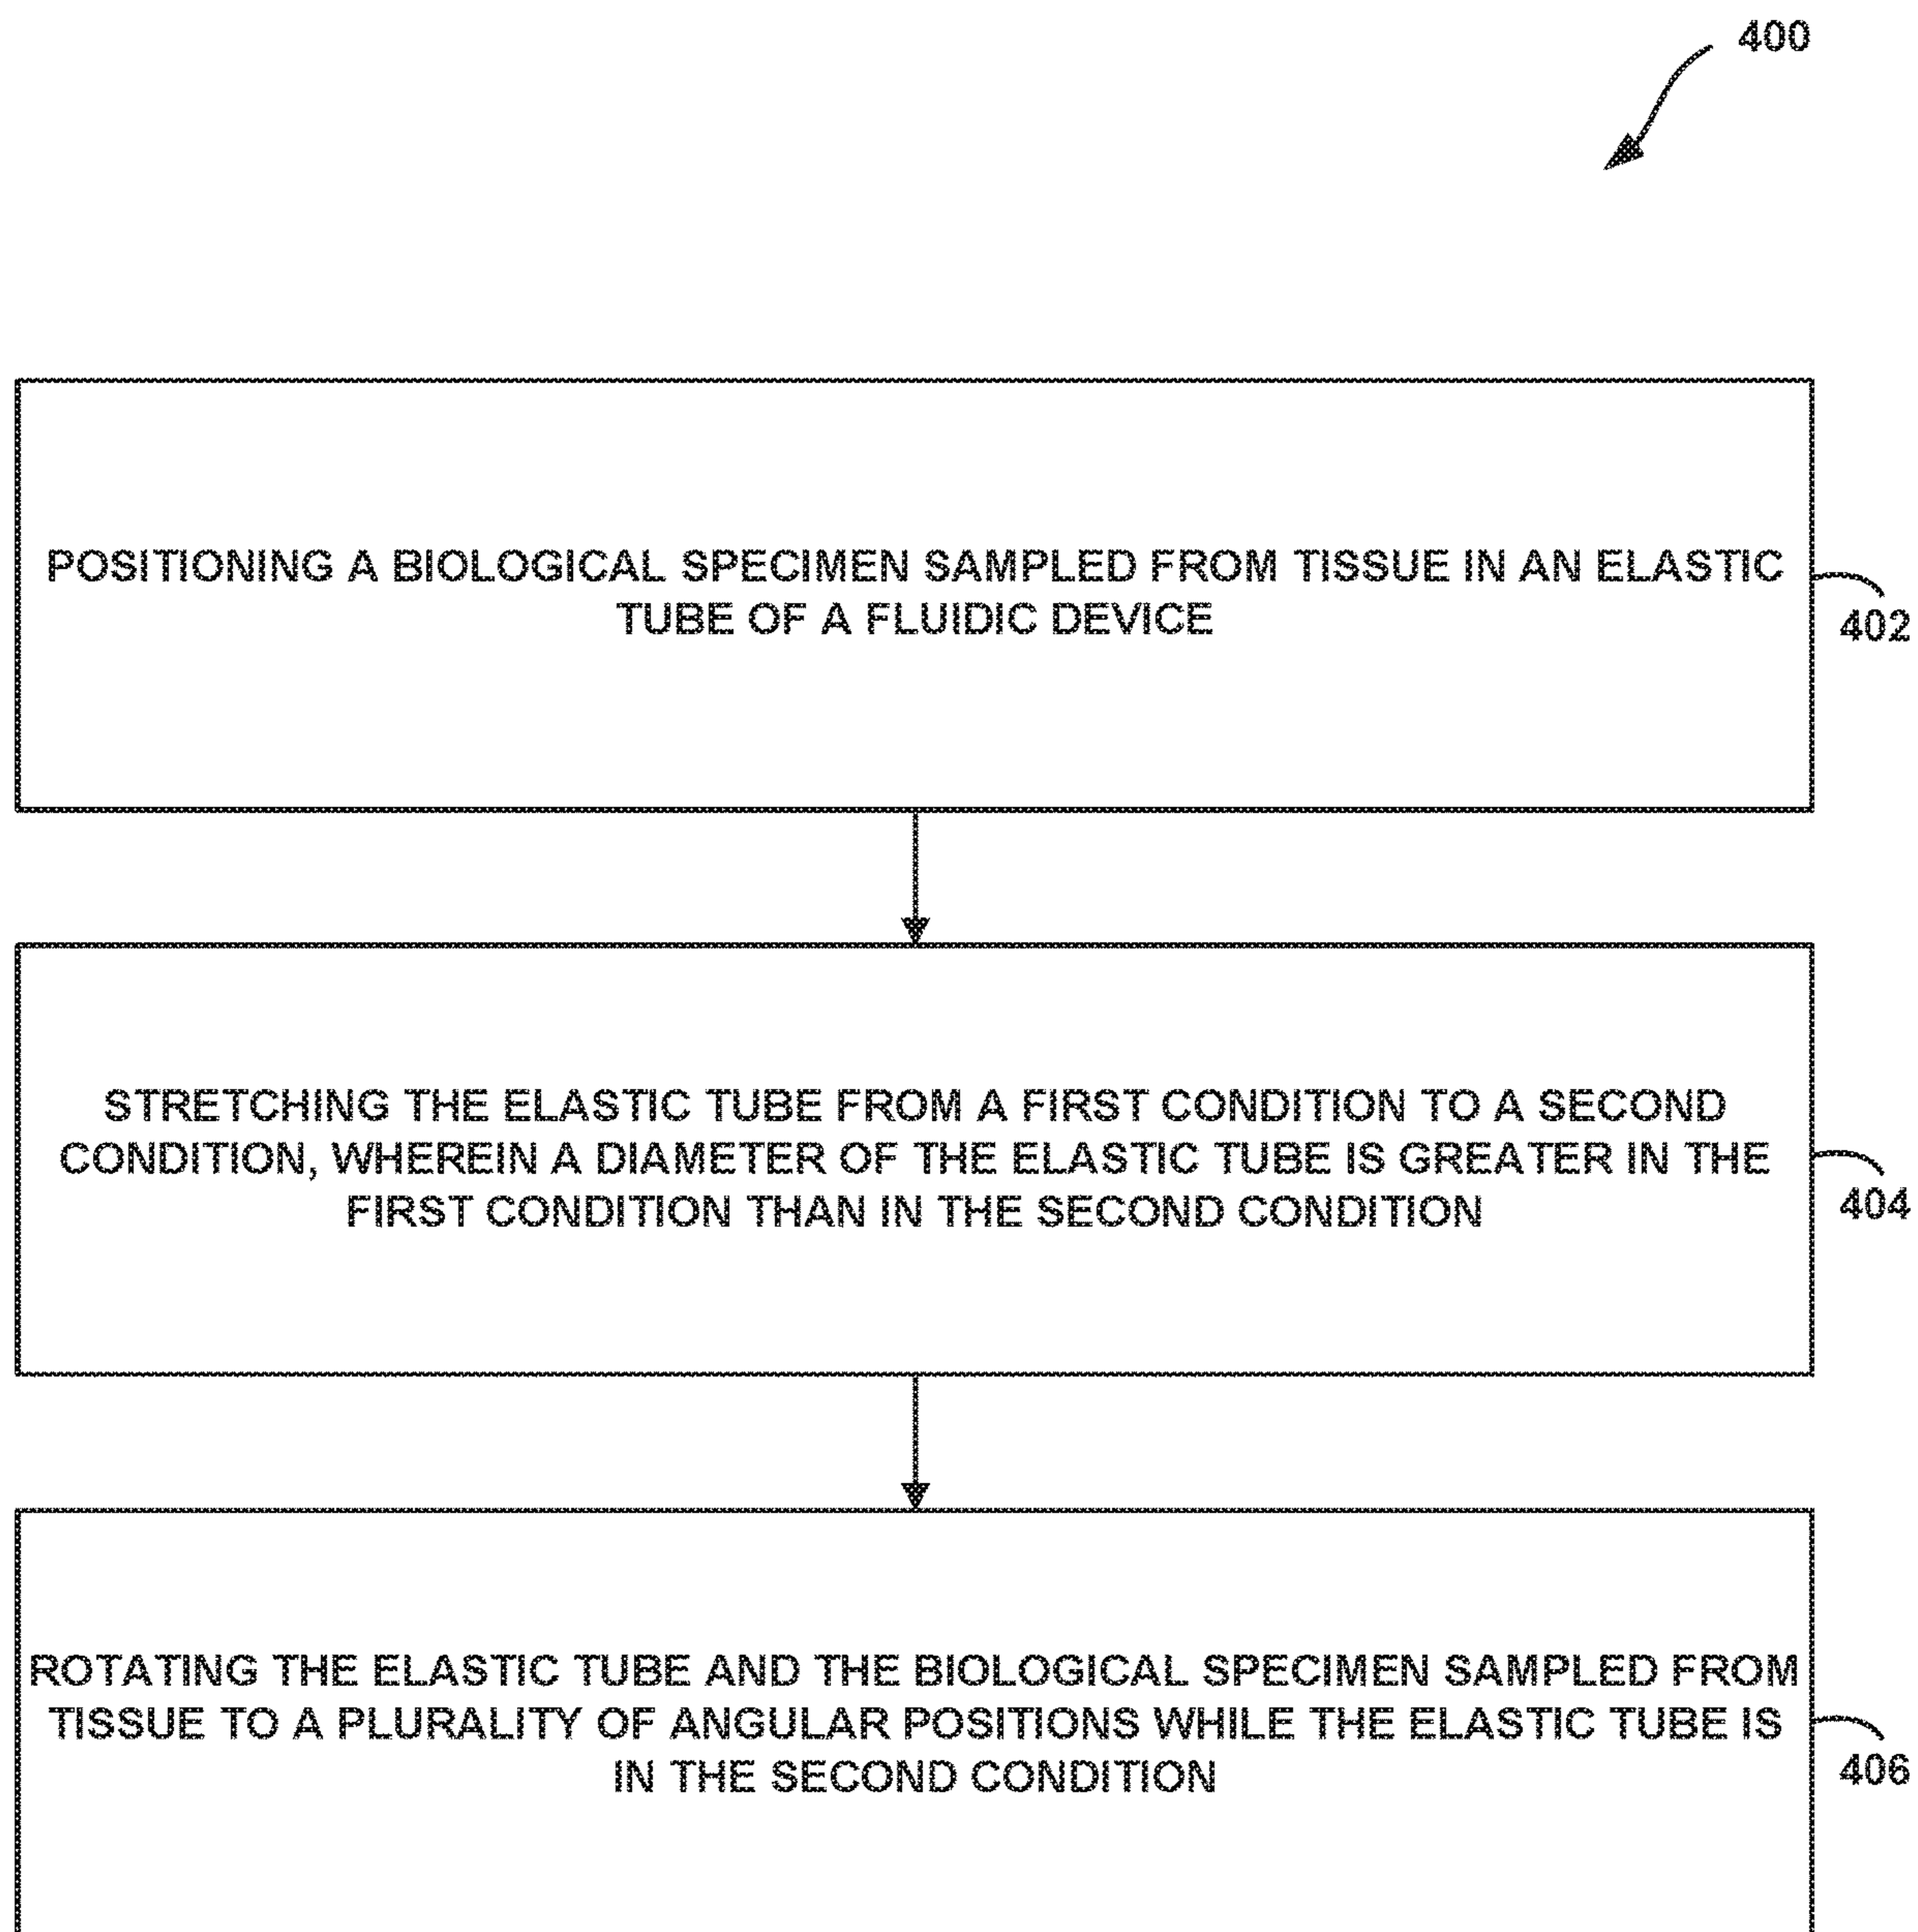 400
POSITIONING A BIOLOGICAL SPECIMEN SAMPLED FROM TISSUE IN AN ELASTIC
TUBE OF A FLUIDIC DEVICE
402
STRETCHING THE ELASTIC TUBE FROM A FIRST CONDITION TO A SECOND
CONDITION, WHEREIN A DIAMETER OF THE ELASTIC TUBE IS GREATER IN THE
FIRST CONDITION THAN IN THE SECOND CONDITION
404
ROTATING THE ELASTIC TUBE AND THE BIOLOGICAL SPECIMEN SAMPLED FROM
TISSUE TO A PLURALITY OF ANGULAR POSITIONS WHILE THE ELASTIC TUBE IS
IN THE SECOND CONDITION
406